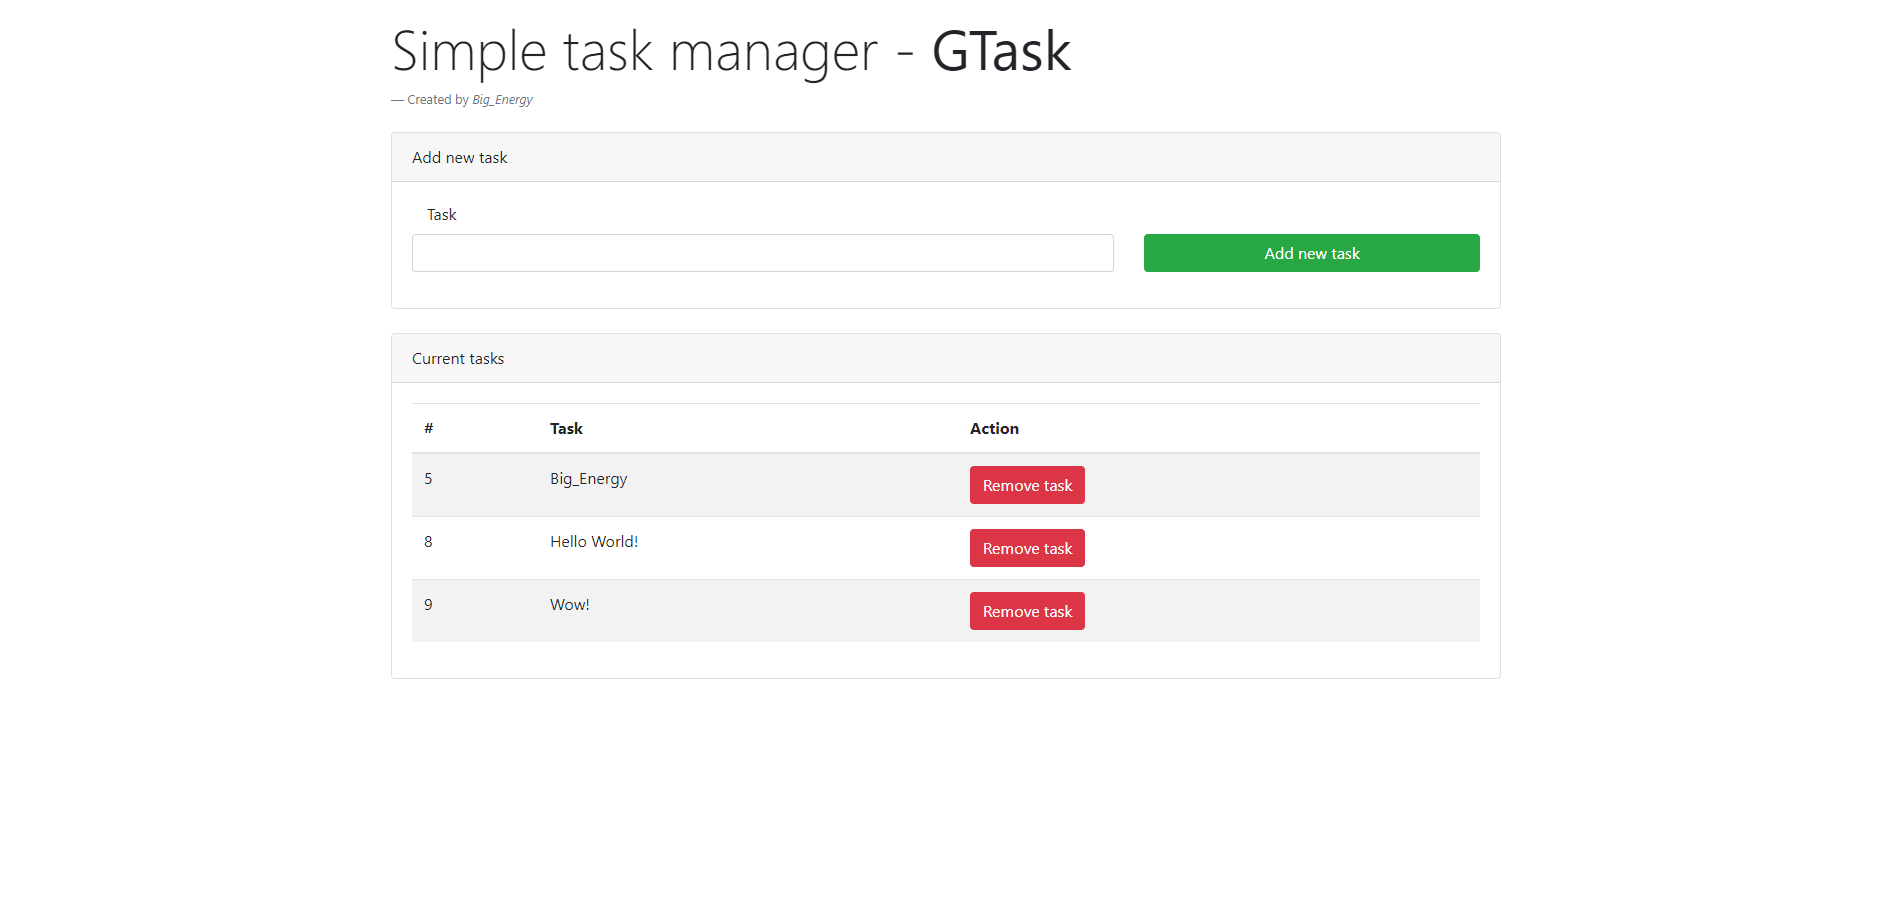 Simple task manager - GTask
— Created by Big_Energy
Add new task
Task
Add new task
Current tasks
# Task Action
5 Big_Energy Remove task
8 Hello World! Remove task
9 Wow! Remove task